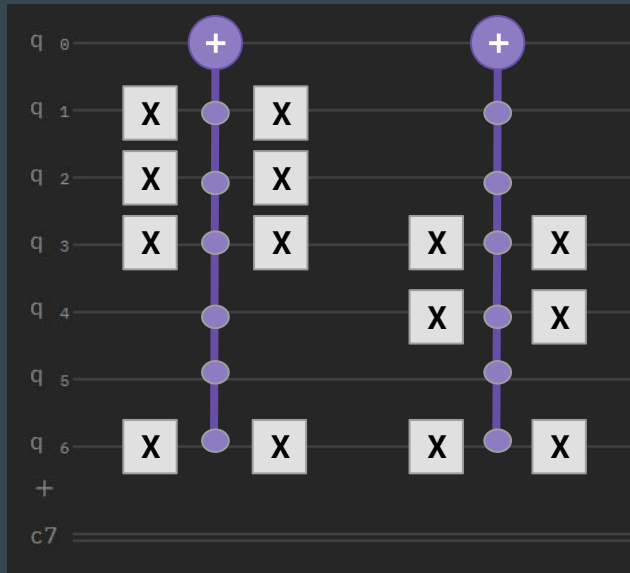 q 0 +
q 1 X X
q 2 X X
q 3 X X X X
q 4 X X
q 5
q 6 X X X X
+
c7